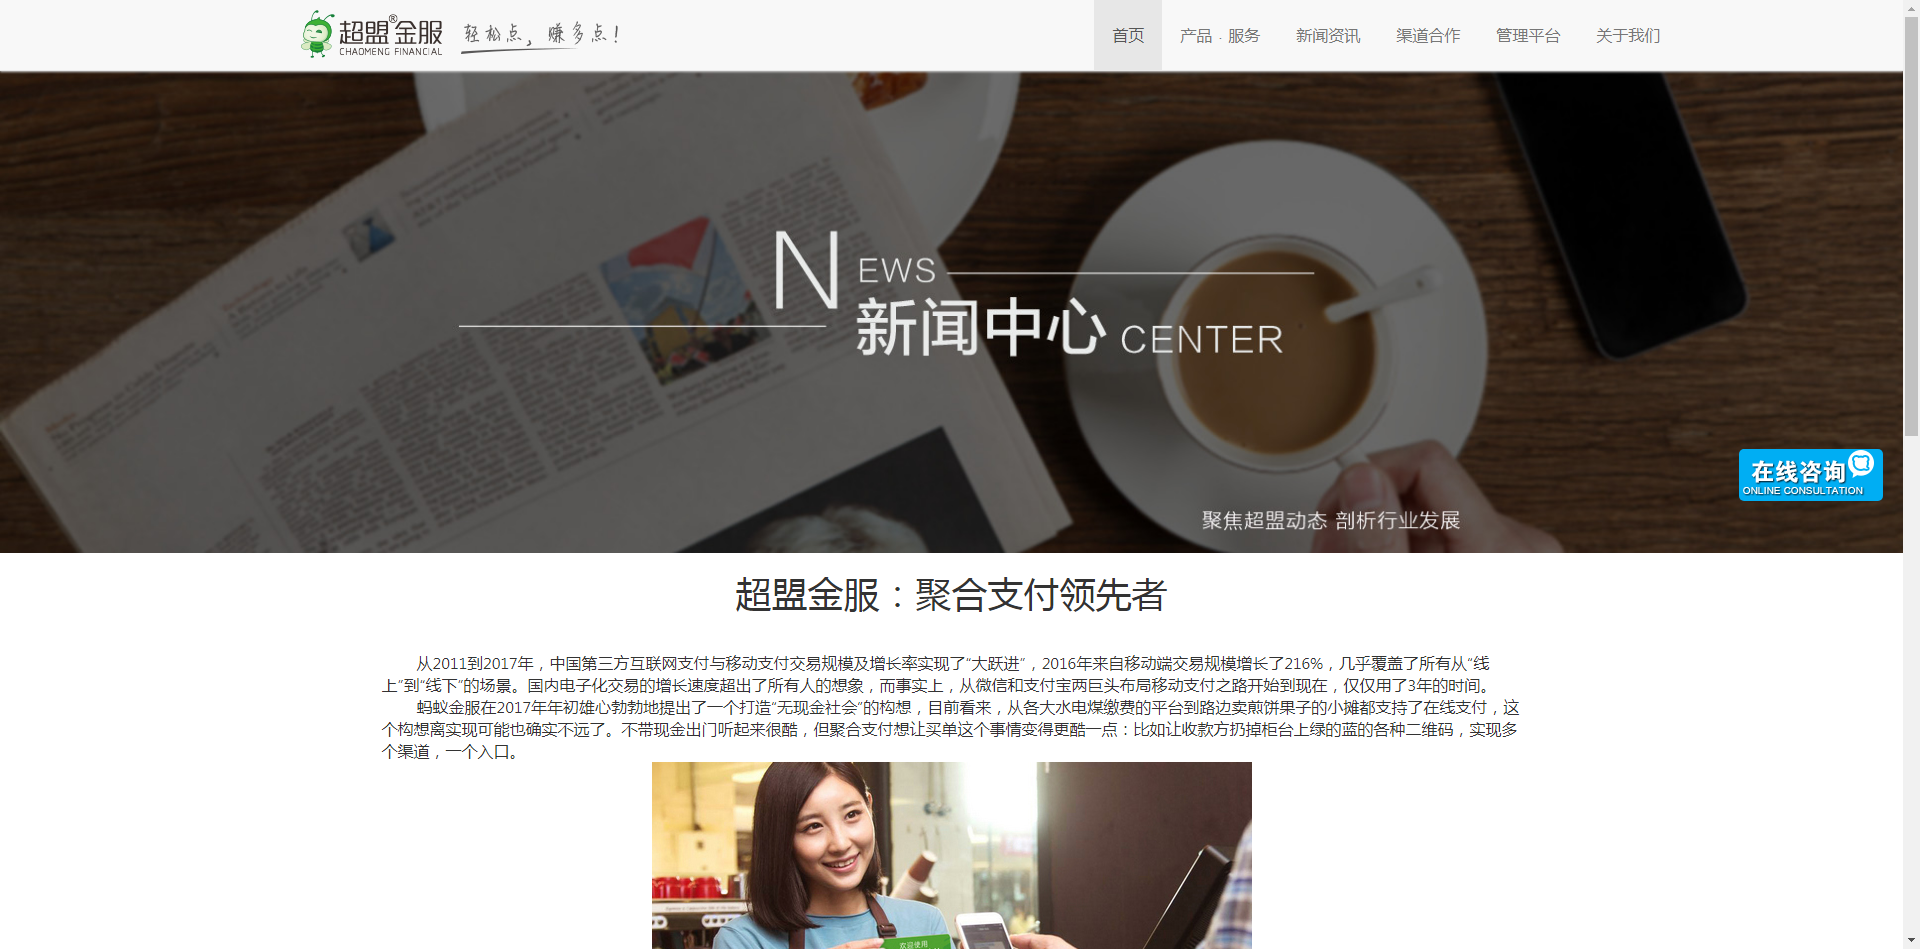 超盟®金服
CHAOMENG FINANCIAL
轻松点，赚多点！
首页
产品 . 服务
新闻资讯
渠道合作
管理平台
关于我们
NEWS
新闻中心 CENTER
在线咨询
ONLINE CONSULTATION
聚焦超盟动态 剖析行业发展
超盟金服：聚合支付领先者
从2011到2017年，中国第三方互联网支付与移动支付交易规模及增长率实现了“大跃进”，2016年来自移动端交易规模增长了216%，几乎覆盖了所有从“线
上”到“线下”的场景。国内电子化交易的增长速度超出了所有人的想象，而事实上，从微信和支付宝两巨头布局移动支付之路开始到现在，仅仅用了3年的时间。
蚂蚁金服在2017年年初雄心勃勃地提出了一个打造“无现金社会”的构想，目前看来，从各大水电煤缴费的平台到路边卖煎饼果子的小摊都支持了在线支付，这
个构想离实现可能也确实不远了。不带现金出门听起来很酷，但聚合支付想让买单这个事情变得更酷一点：比如让收款方扔掉柜台上绿的蓝的各种二维码，实现多
个渠道，一个入口。
欢迎使用